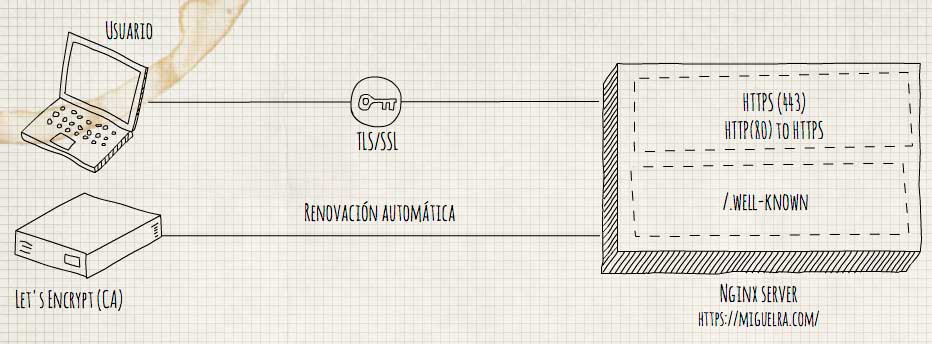 Usuario
TLS/SSL
HTTPS (443)
HTTP(80) to HTTPS
Renovación automática
/.well-known
Let's Encrypt (CA)
Nginx server
https://miguelra.com/